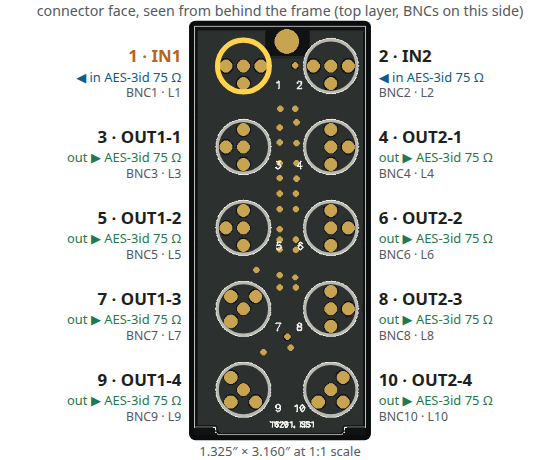 connector face, seen from behind the frame (top layer, BNCs on this side)
1 · IN1
◀ in AES-3id 75 Ω
BNC1 · L1
2 · IN2
◀ in AES-3id 75 Ω
BNC2 · L2
1 2
3 · OUT1-1
out ▶ AES-3id 75 Ω
BNC3 · L3
4 · OUT2-1
out ▶ AES-3id 75 Ω
BNC4 · L4
3 4
5 · OUT1-2
out ▶ AES-3id 75 Ω
BNC5 · L5
6 · OUT2-2
out ▶ AES-3id 75 Ω
BNC6 · L6
5 6
7 · OUT1-3
out ▶ AES-3id 75 Ω
BNC7 · L7
8 · OUT2-3
out ▶ AES-3id 75 Ω
BNC8 · L8
7 8
9 · OUT1-4
out ▶ AES-3id 75 Ω
BNC9 · L9
10 · OUT2-4
out ▶ AES-3id 75 Ω
BNC10 · L10
9 10
1.325″ × 3.160″ at 1:1 scale